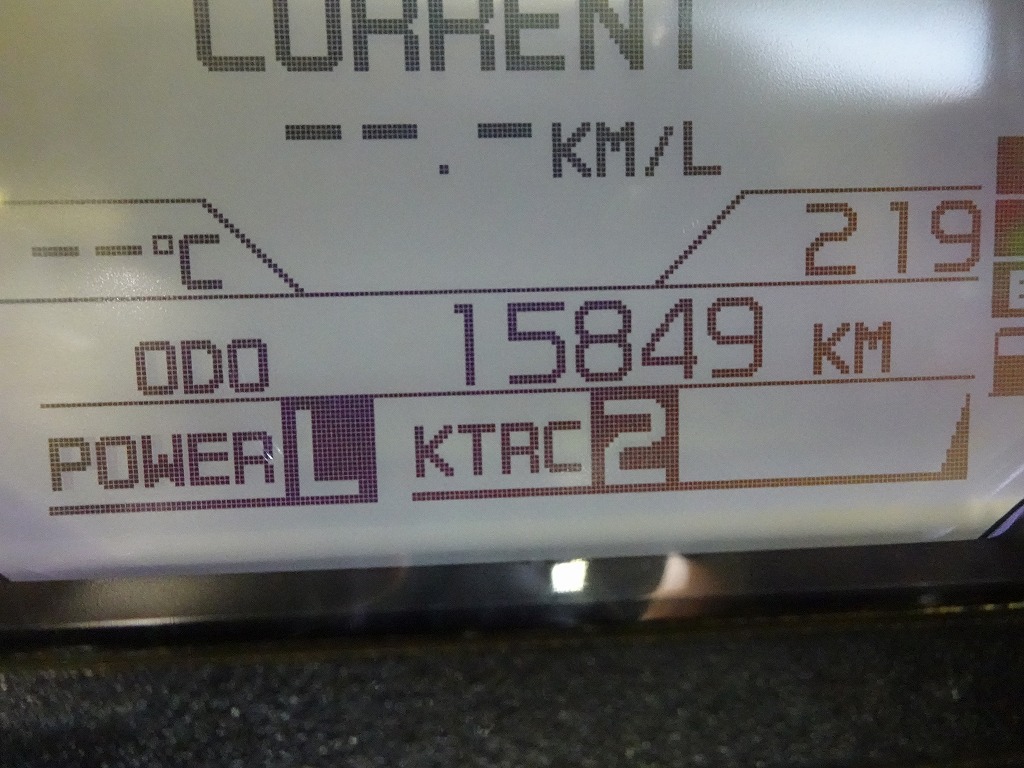 CURRENT
--.-KM/L
--°C 219
ODO 15849 KM
POWER L KTRC 2